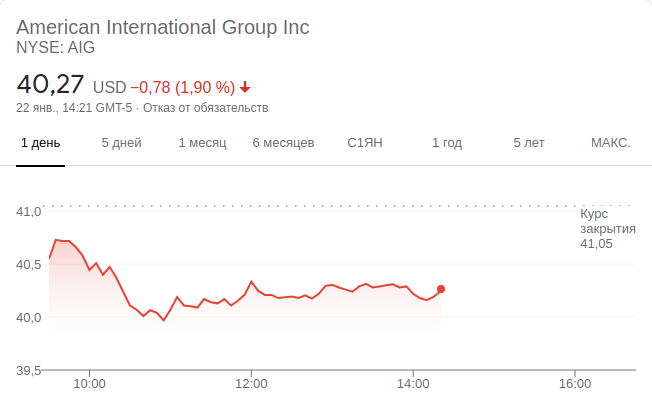 American International Group Inc
NYSE: AIG
40,27 USD −0,78 (1,90 %)
22 янв., 14:21 GMT-5 · Отказ от обязательств
1 день 5 дней 1 месяц 6 месяцев С1ЯН 1 год 5 лет МАКС.
41,0
Курс
закрытия
41,05
40,5
40,0
39,5
10:00 12:00 14:00 16:00